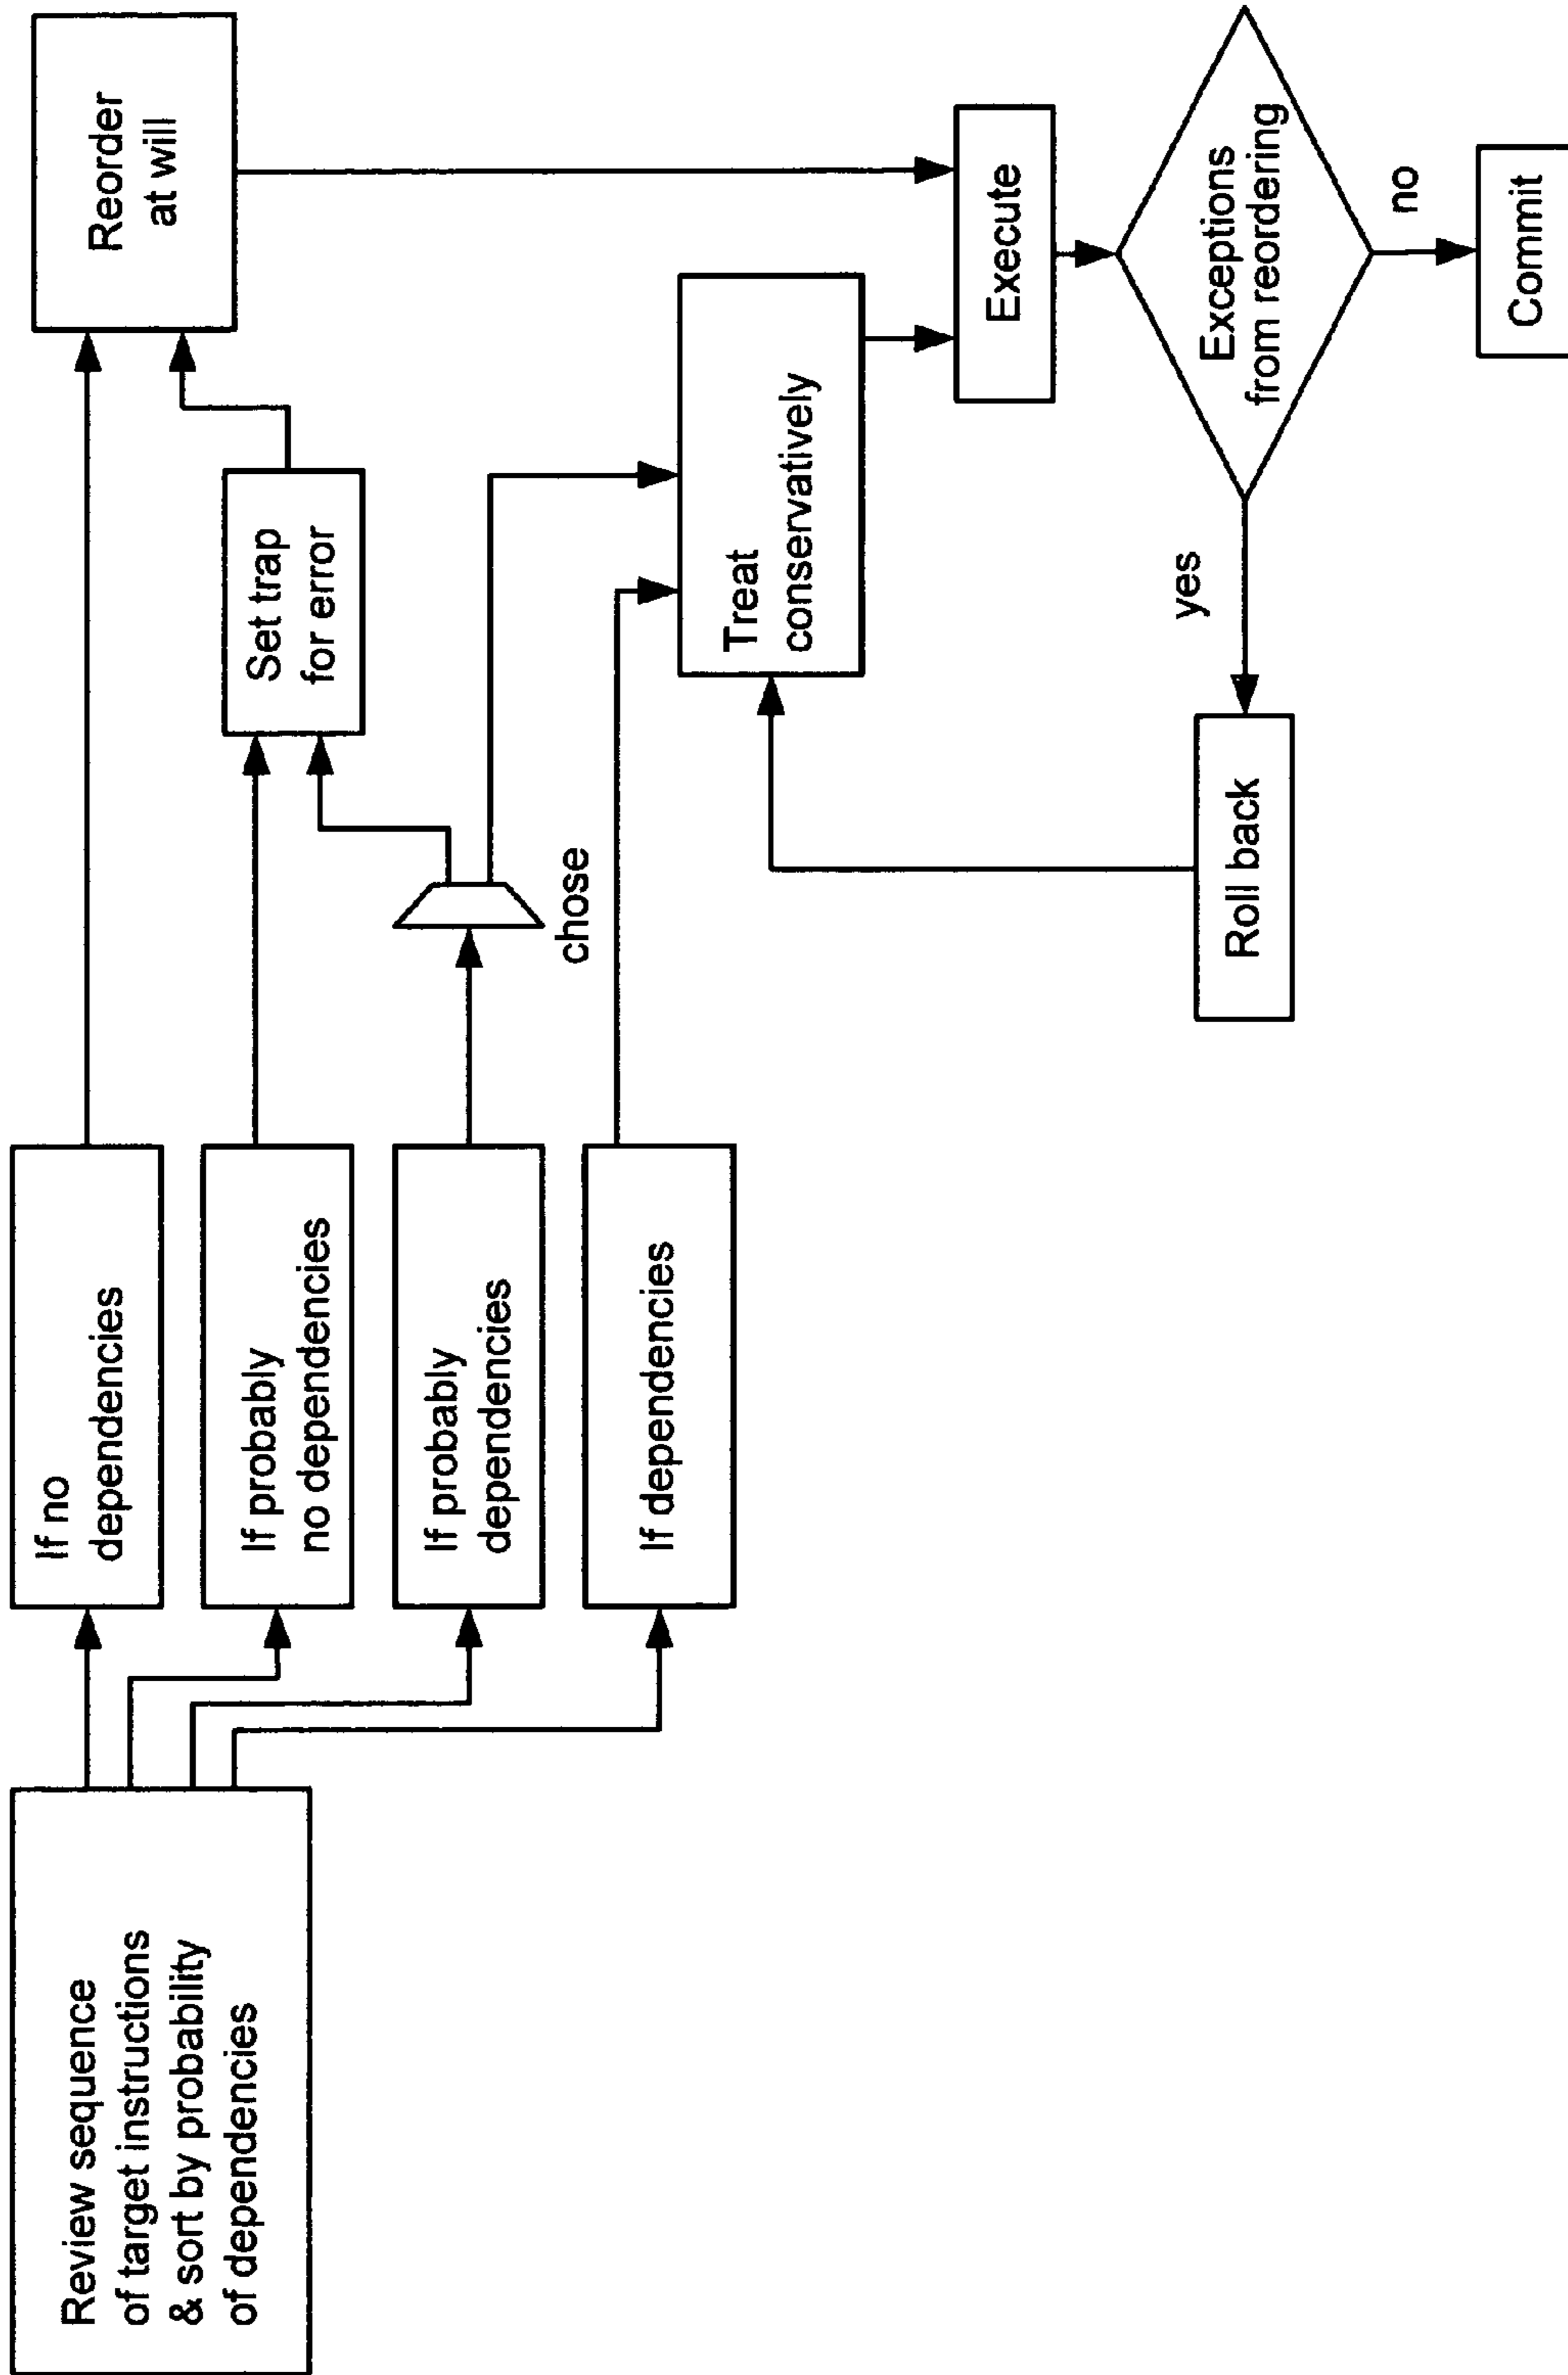 Review sequence
of target instructions
& sort by probability
of dependencies
If no
dependencies
If probably
no dependencies
If probably
dependencies
If dependencies
chose
Set trap
for error
Reorder
at will
Treat
conservatively
Execute
Exceptions
from reordering
yes
no
Roll back
Commit